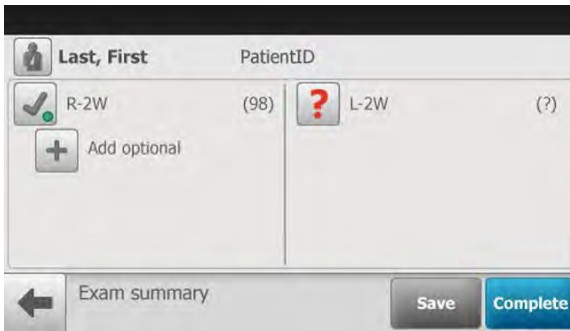 Last, First PatientID
R-2W (98)
Add optional
? L-2W (?)
Exam summary
Save
Complete